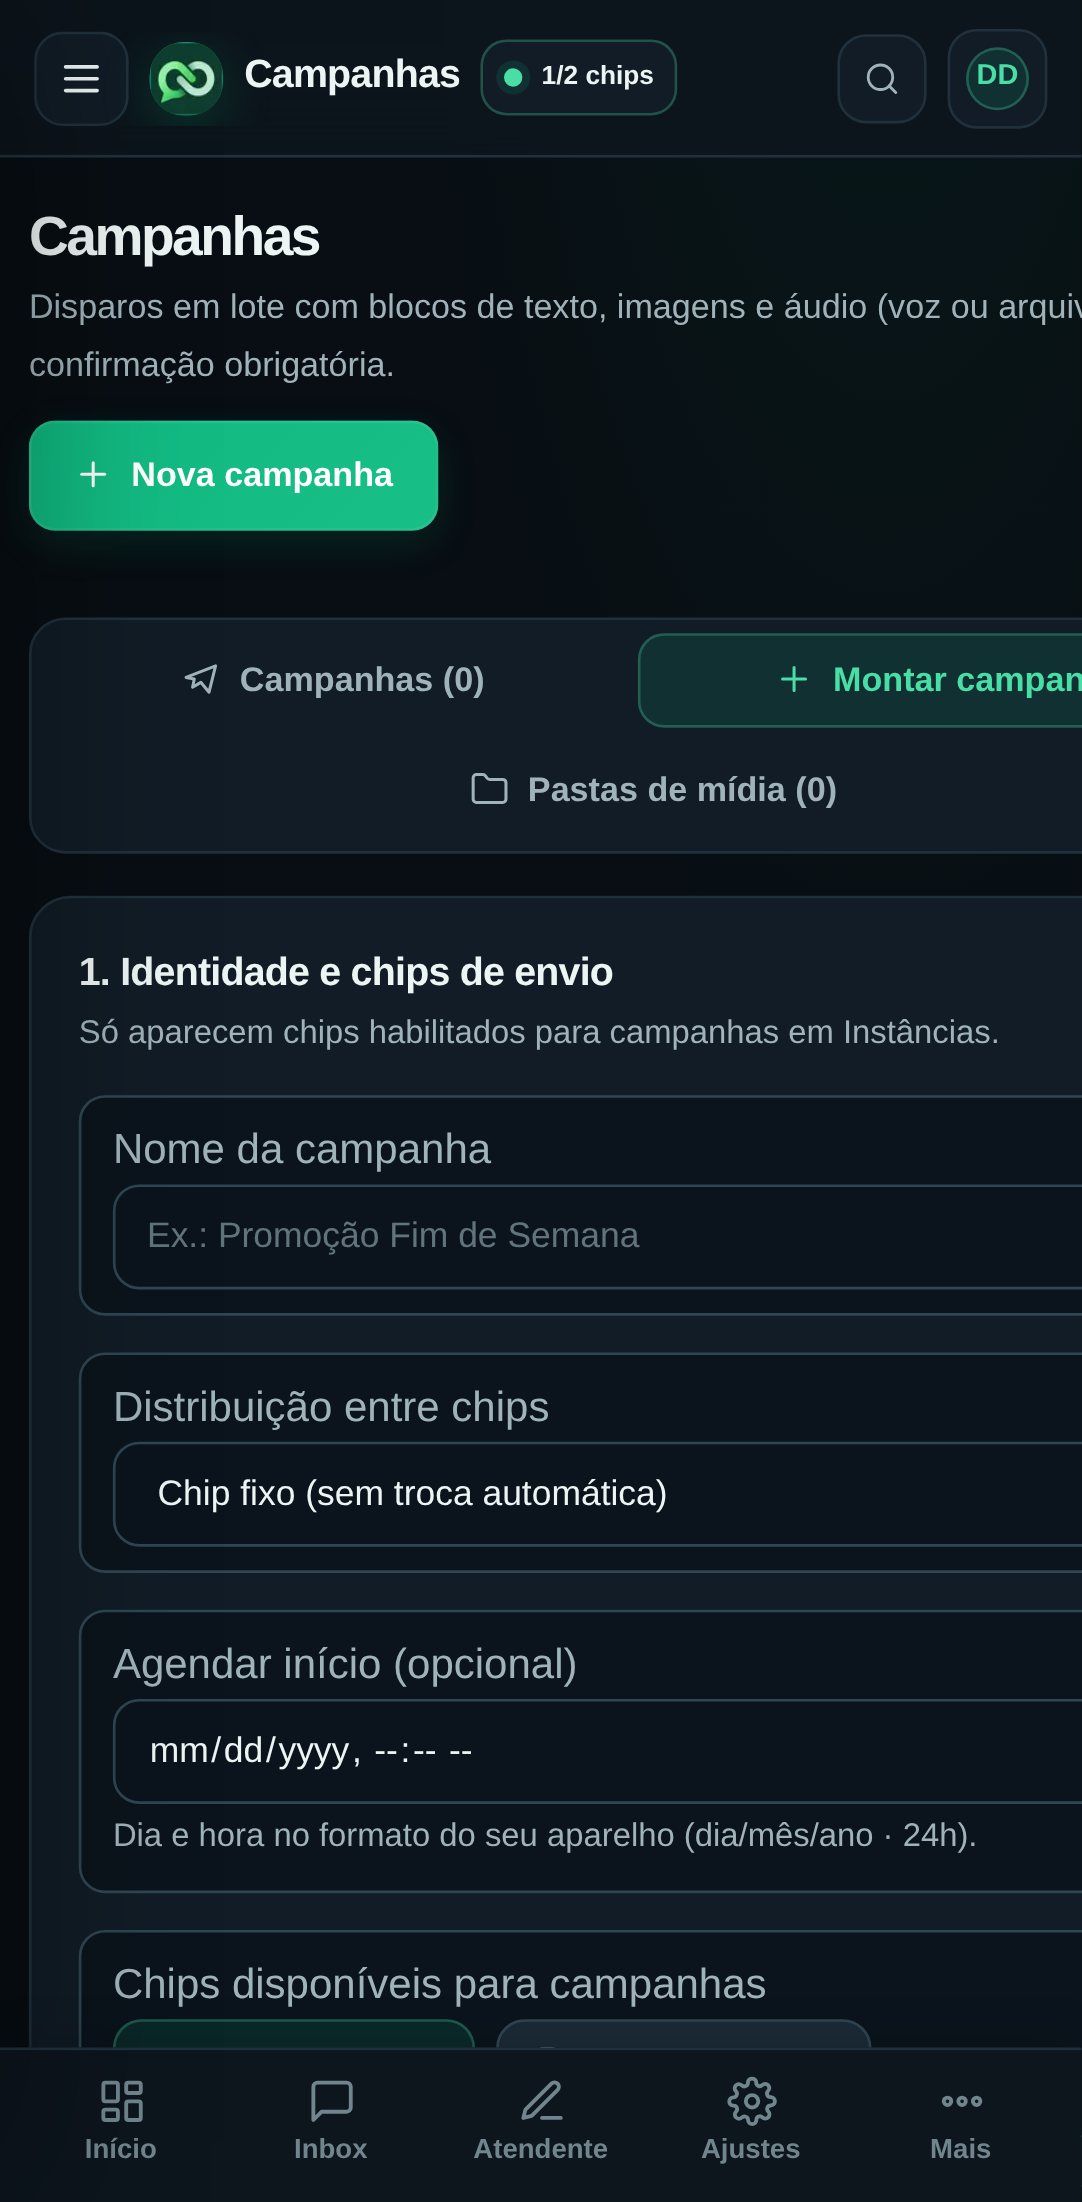 Campanhas
1/2 chips
DD
Campanhas
Disparos em lote com blocos de texto, imagens e áudio (voz ou
confirmação obrigatória.
Nova campanha
Campanhas (0)
Montar
Pastas de mídia (0)
1. Identidade e chips de envio
Só aparecem chips habilitados para campanhas em Instâncias.
Nome da campanha
Ex.: Promoção Fim de Semana
Distribuição entre chips
Chip fixo (sem troca automática)
Agendar início (opcional)
mm/dd/yyyy, --:-- --
Dia e hora no formato do seu aparelho (dia/mês/ano · 24h).
Chips disponíveis para campanhas
Início
Inbox
Atendente
Ajustes
Mais